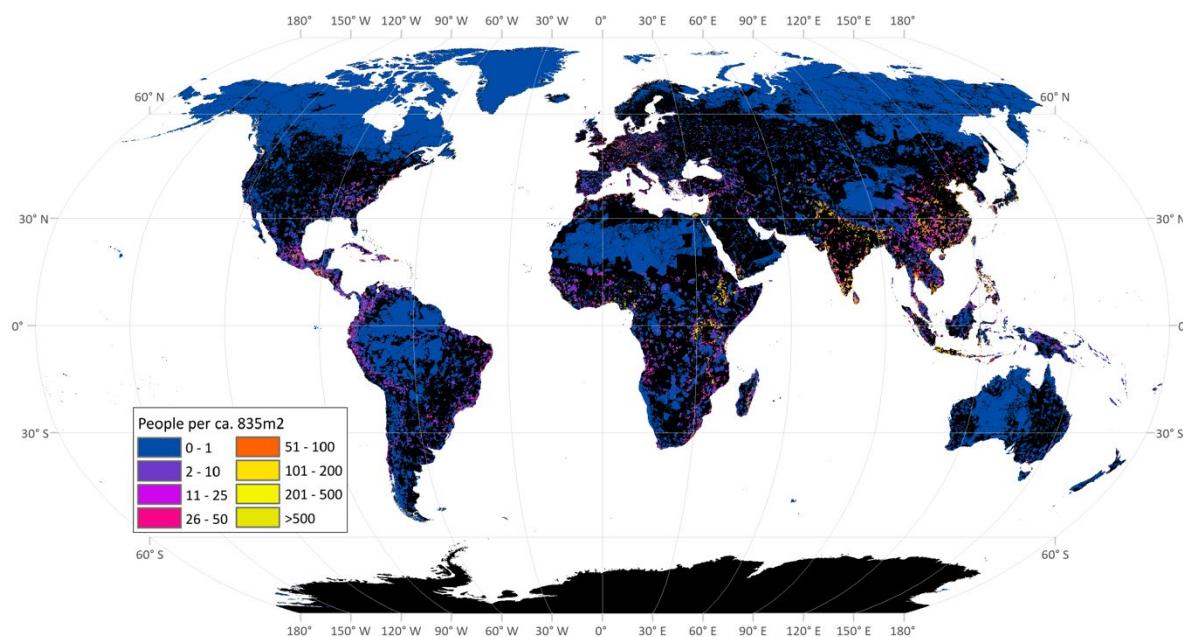 180° 150° W 120° W 90° W 60° W 30° W 0° 30° E 60° E 90° E 120° E 150° E 180°
60° N 60° N
30° N 30° N
0° 0°
People per ca. 835m2
0 - 1 51 - 100
2 - 10 101 - 200
11 - 25 201 - 500
26 - 50 >500
30° S 30° S
60° S 60° S
180° 150° W 120° W 90° W 60° W 30° W 0° 30° E 60° E 90° E 120° E 150° E 180°